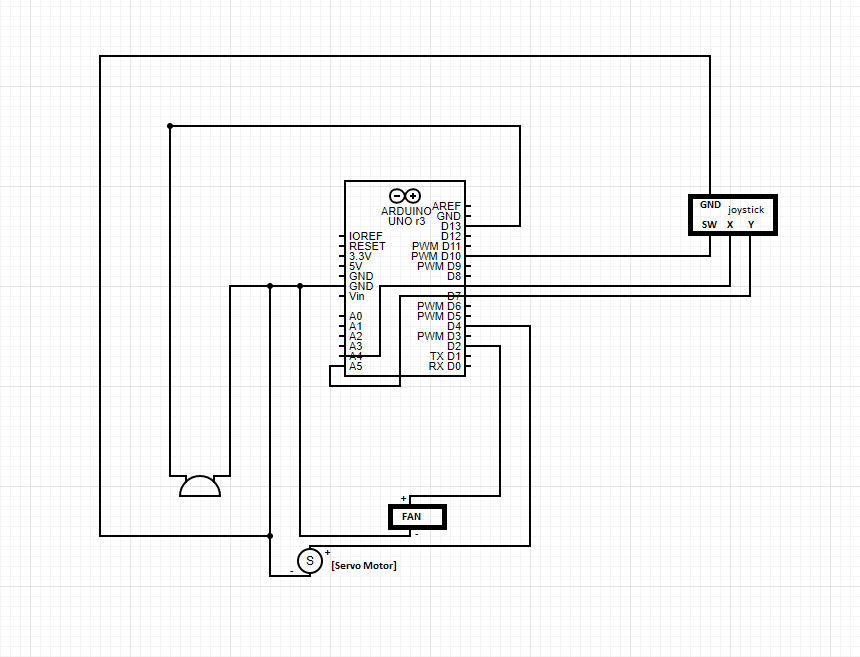 ARDUINO
UNO r3
AREF
GND
D13
D12
PWM D11
PWM D10
PWM D9
D8
D7
PWM D6
PWM D5
D4
PWM D3
D2
TX D1
RX D0
IOREF
RESET
3.3V
5V
GND
GND
Vin
A0
A1
A2
A3
A4
A5
GND joystick
SW X Y
+
FAN
-
+
S
-
[Servo Motor]